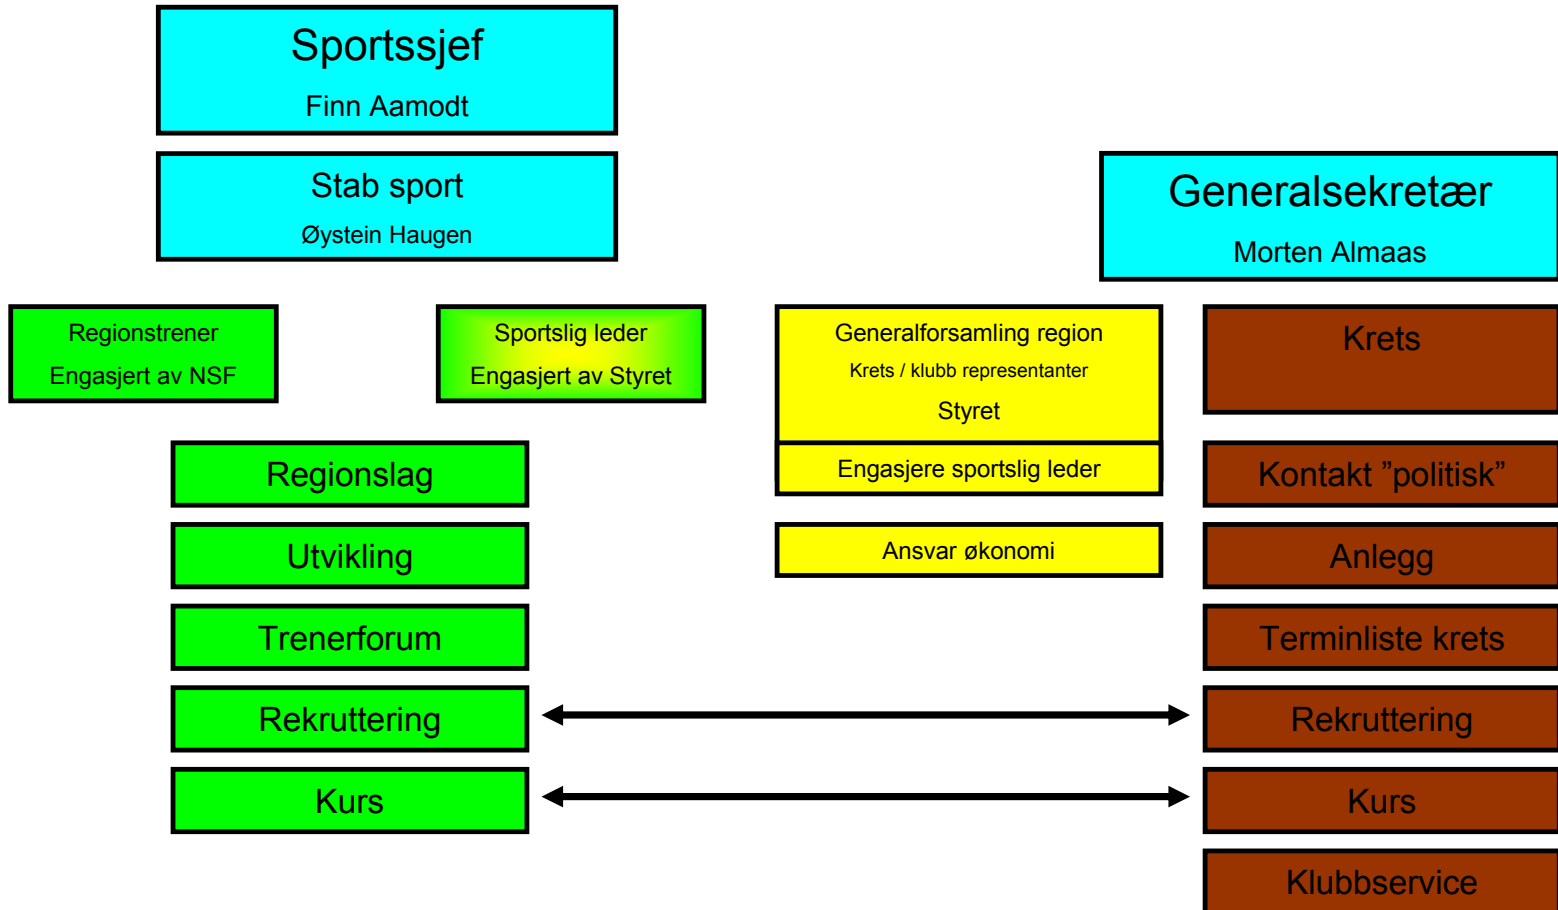 Sportssjef
Finn Aamodt
Stab sport
Øystein Haugen
Generalsekretær
Morten Almaas
Regionstrener
Engasjert av NSF
Sportslig leder
Engasjert av Styret
Generalforsamling region
Krets / klubb representanter
Styret
Krets
Regionslag
Engasjere sportslig leder
Kontakt ”politisk”
Utvikling
Ansvar økonomi
Anlegg
Trenerforum
Terminliste krets
Rekruttering
Rekruttering
Kurs
Kurs
Klubbservice